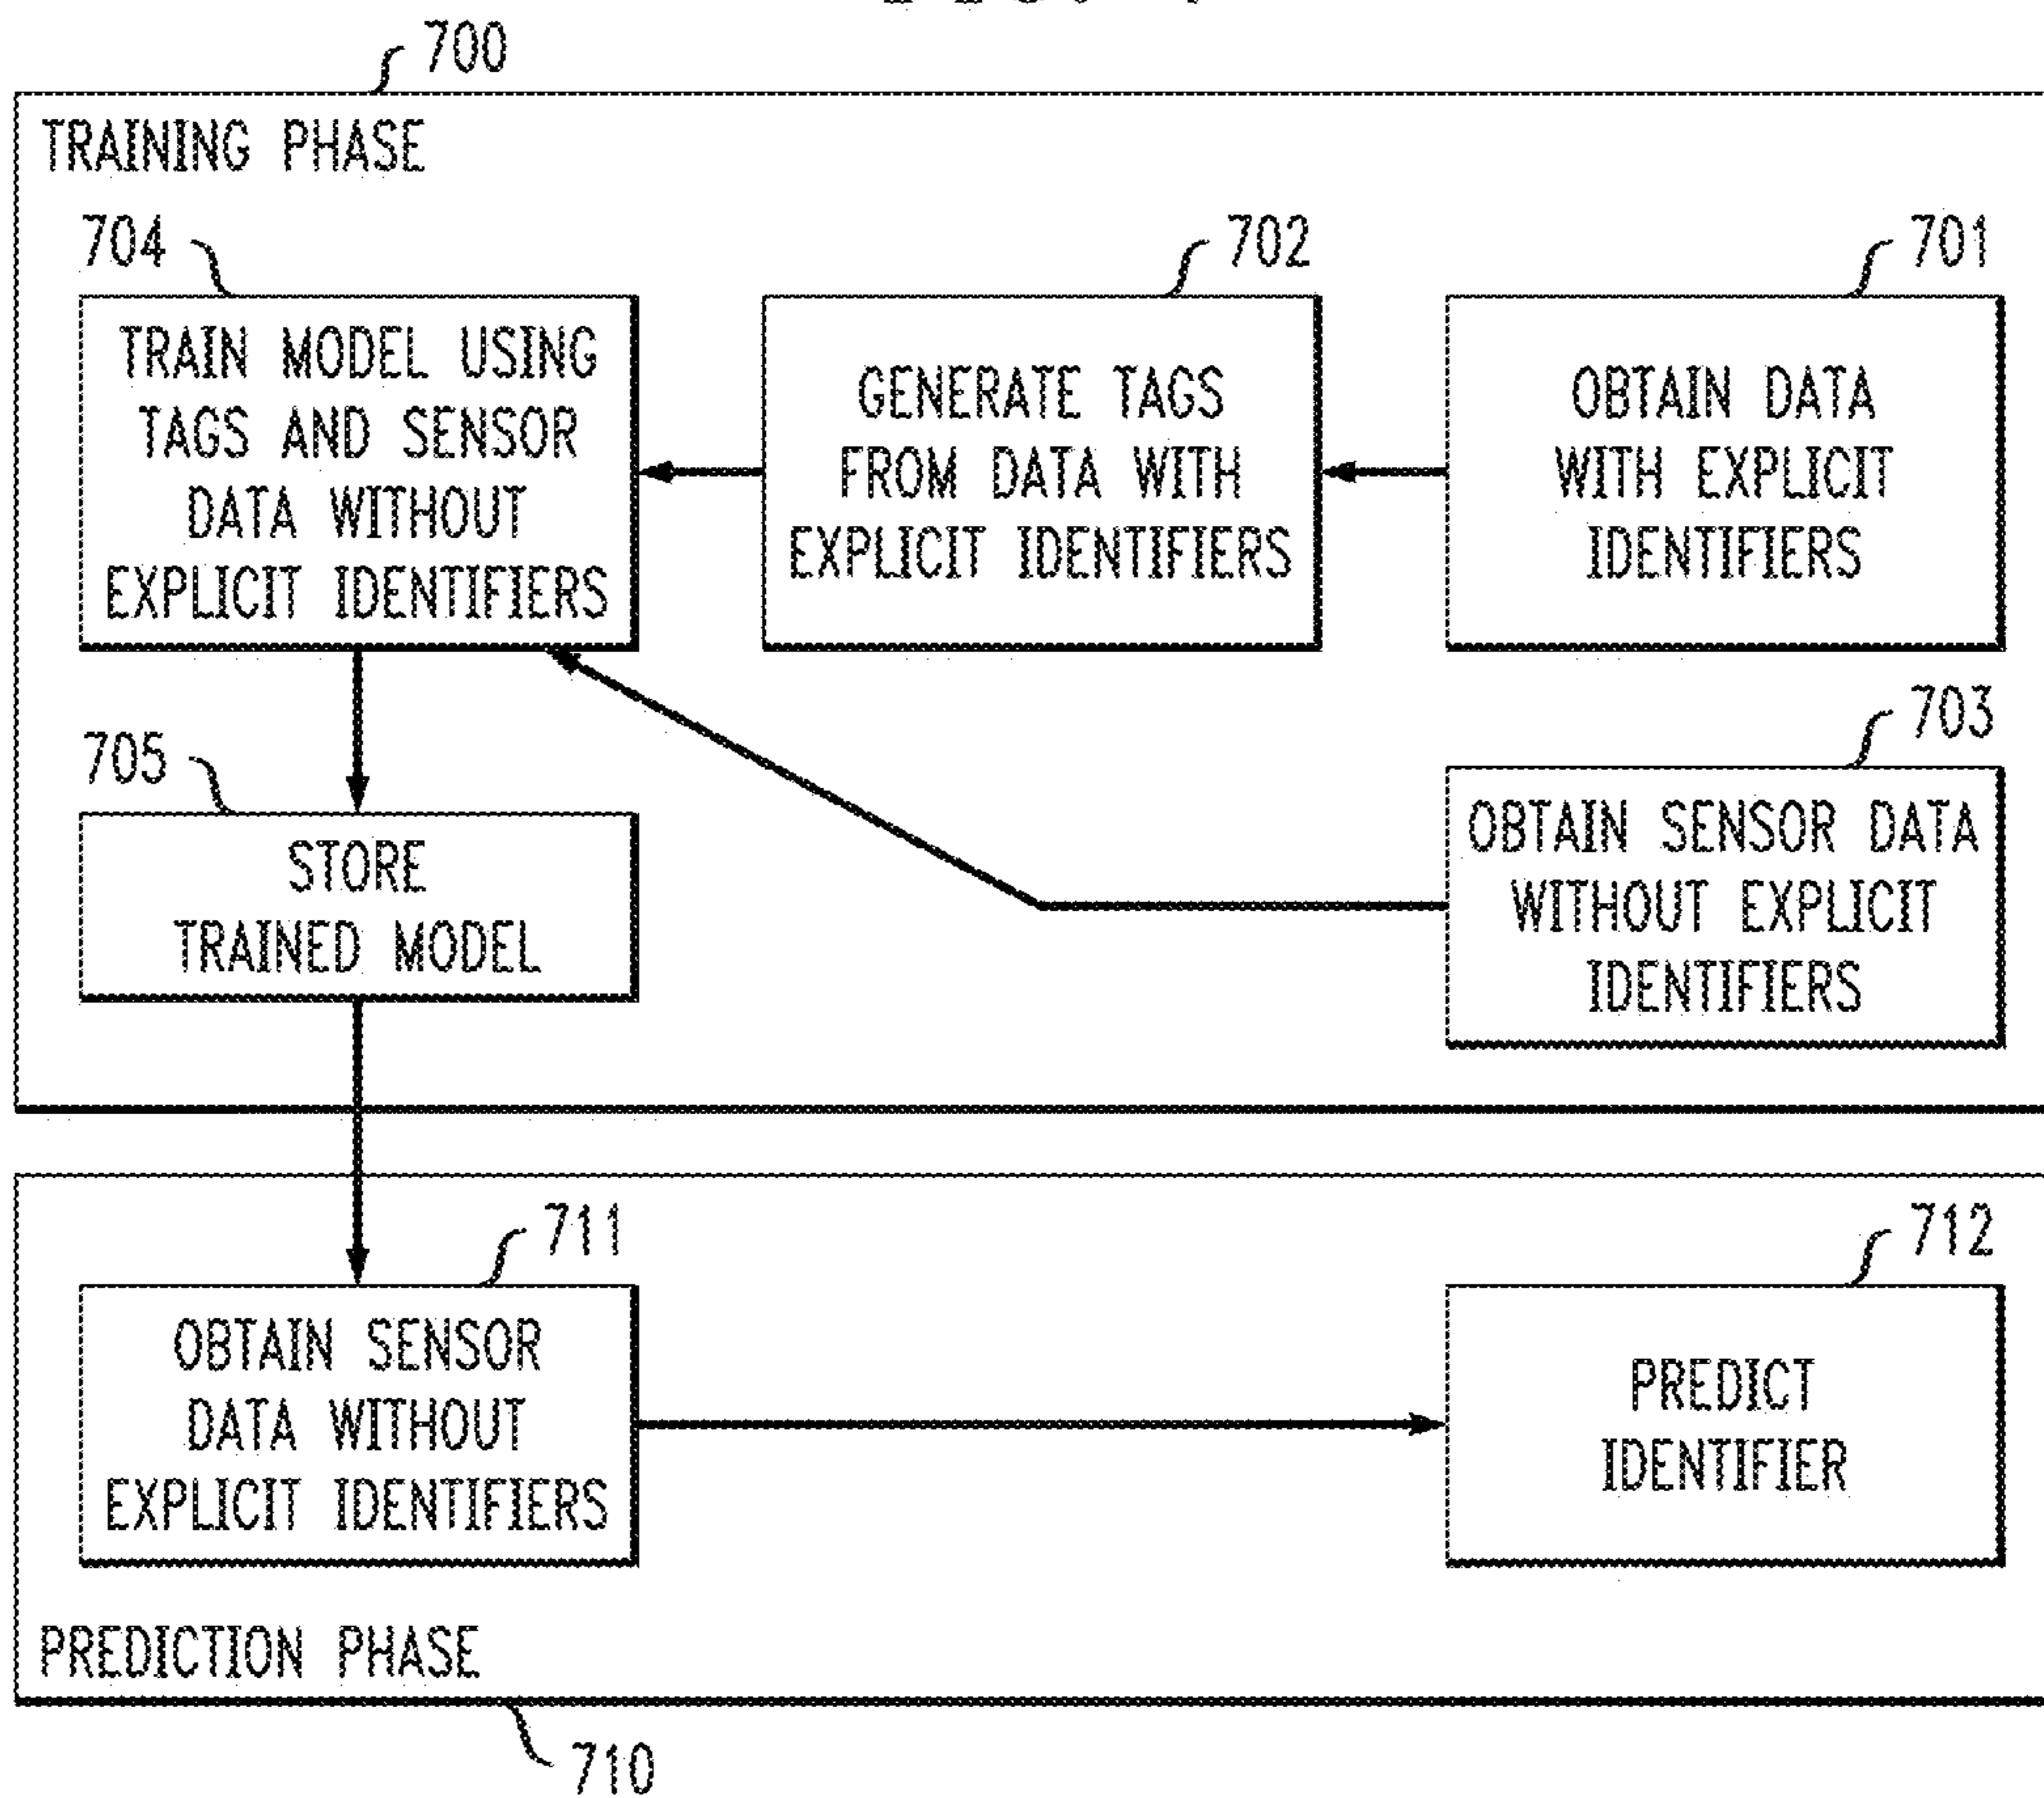 700
TRAINING PHASE
704
TRAIN MODEL USING
TAGS AND SENSOR
DATA WITHOUT
EXPLICIT IDENTIFIERS
702
GENERATE TAGS
FROM DATA WITH
EXPLICIT IDENTIFIERS
701
OBTAIN DATA
WITH EXPLICIT
IDENTIFIERS
703
OBTAIN SENSOR DATA
WITHOUT EXPLICIT
IDENTIFIERS
705
STORE
TRAINED MODEL
711
OBTAIN SENSOR
DATA WITHOUT
EXPLICIT IDENTIFIERS
712
PREDICT
IDENTIFIER
PREDICTION PHASE
710